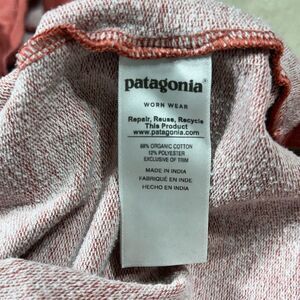 patagonia®
WORN WEAR
Repair, Reuse, Recycle
This Product
www.patagonia.com
88% ORGANIC COTTON
12% POLYESTER
EXCLUSIVE OF TRIM
MADE IN INDIA
FABRIQUÉ EN INDE
HECHO EN INDIA